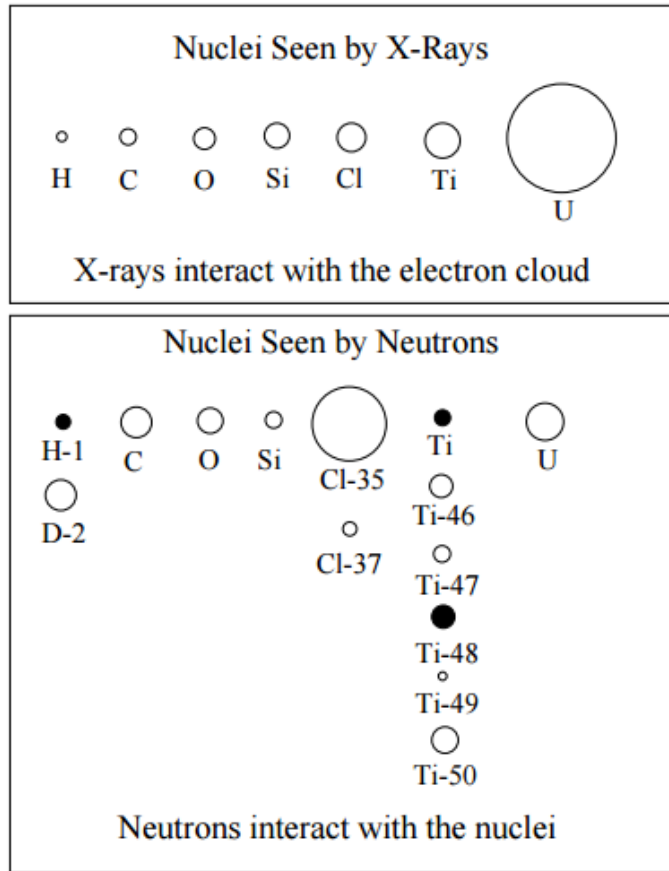 Nuclei Seen by X-Rays
H C O Si Cl Ti
U
X-rays interact with the electron cloud
Nuclei Seen by Neutrons
H-1 C O Si Cl-35 Ti U
D-2 Cl-37 Ti-46
Ti-47
Ti-48
Ti-49
Ti-50
Neutrons interact with the nuclei